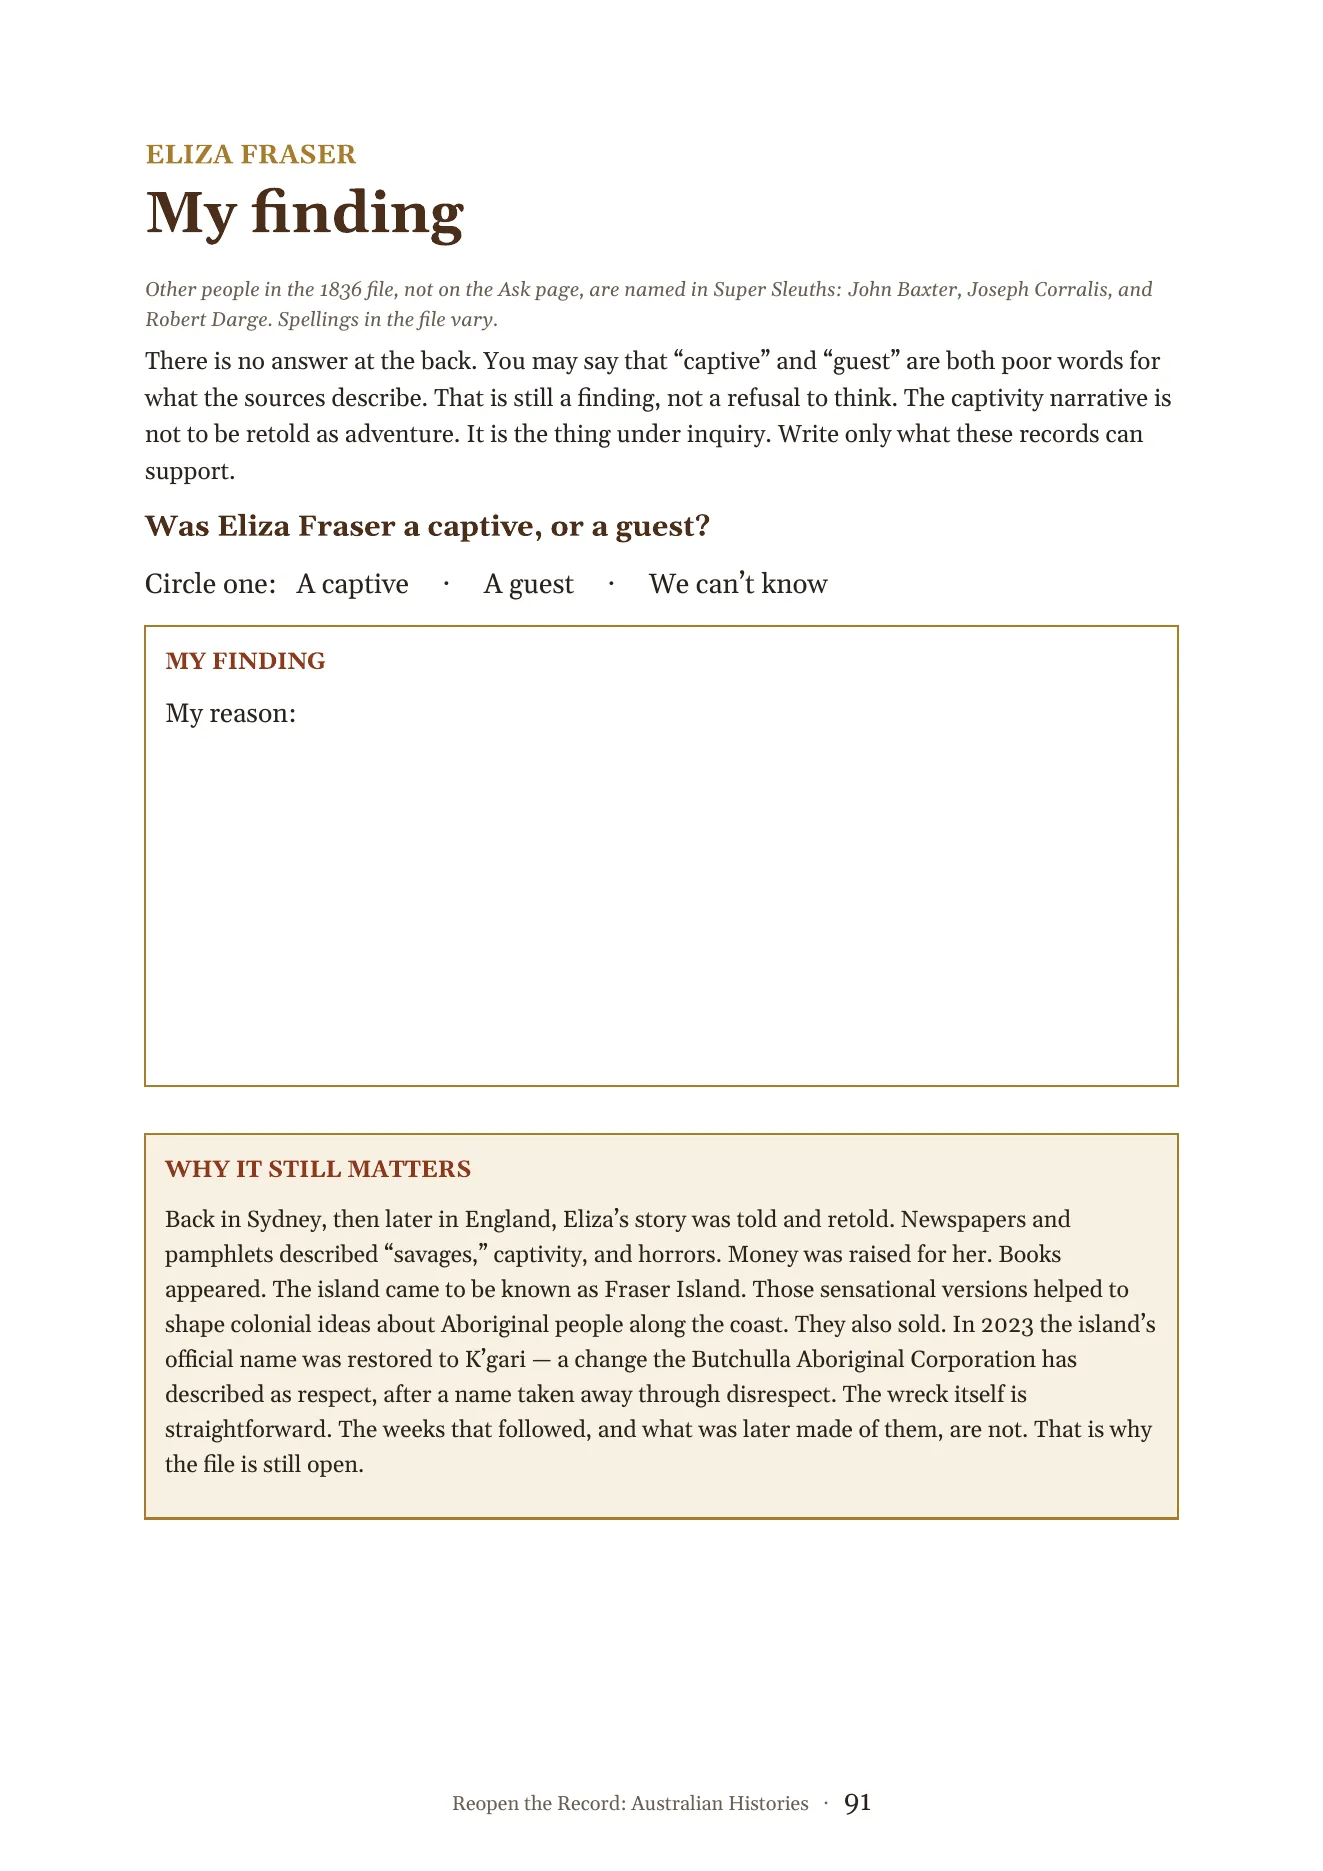 ELIZA FRASER
My finding
Other people in the 1836 file, not on the Ask page, are named in Super Sleuths: John Baxter, Joseph Corralis, and
Robert Darge. Spellings in the file vary.
There is no answer at the back. You may say that “captive” and “guest” are both poor words for
what the sources describe. That is still a finding, not a refusal to think. The captivity narrative is
not to be retold as adventure. It is the thing under inquiry. Write only what these records can
support.
Was Eliza Fraser a captive, or a guest?
Circle one: A captive · A guest · We can’t know
MY FINDING
My reason:
WHY IT STILL MATTERS
Back in Sydney, then later in England, Eliza’s story was told and retold. Newspapers and
pamphlets described “savages,” captivity, and horrors. Money was raised for her. Books
appeared. The island came to be known as Fraser Island. Those sensational versions helped to
shape colonial ideas about Aboriginal people along the coast. They also sold. In 2023 the island’s
official name was restored to K’gari — a change the Butchulla Aboriginal Corporation has
described as respect, after a name taken away through disrespect. The wreck itself is
straightforward. The weeks that followed, and what was later made of them, are not. That is why
the file is still open.
Reopen the Record: Australian Histories · 91